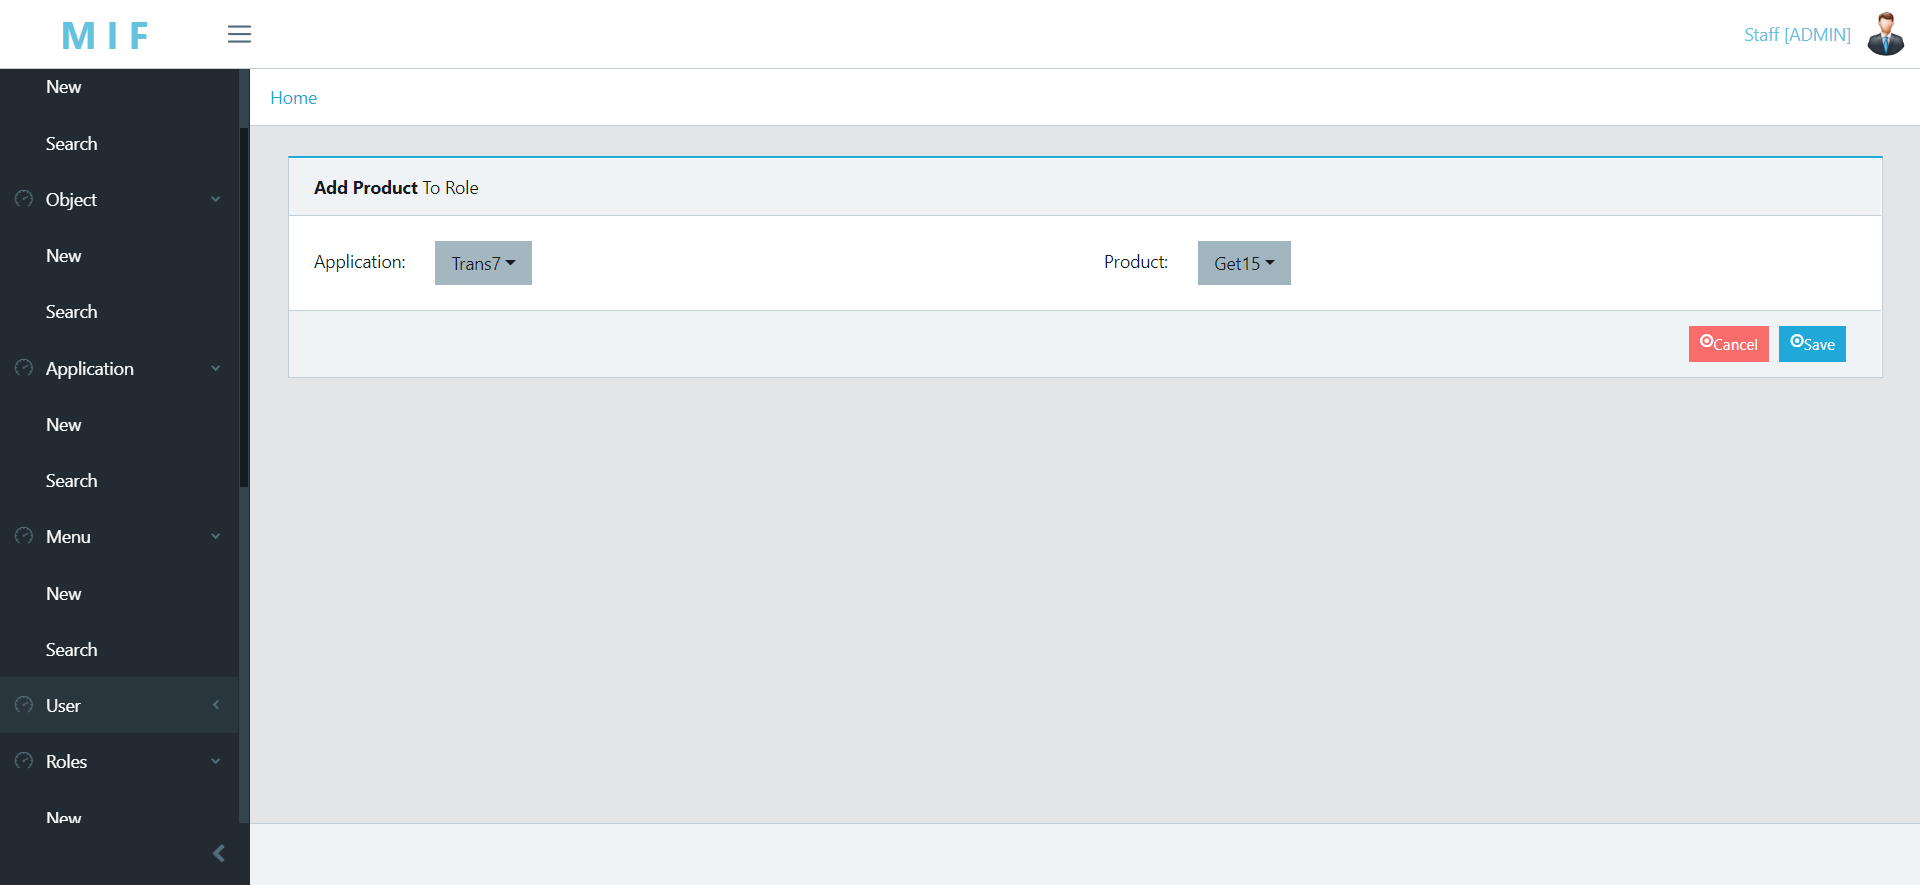 M I F
Staff [ADMIN]
New
Search
Object
New
Search
Application
New
Search
Menu
New
Search
User
Roles
New
Home
Add Product To Role
Application: Trans7 Product: Get15
Cancel Save